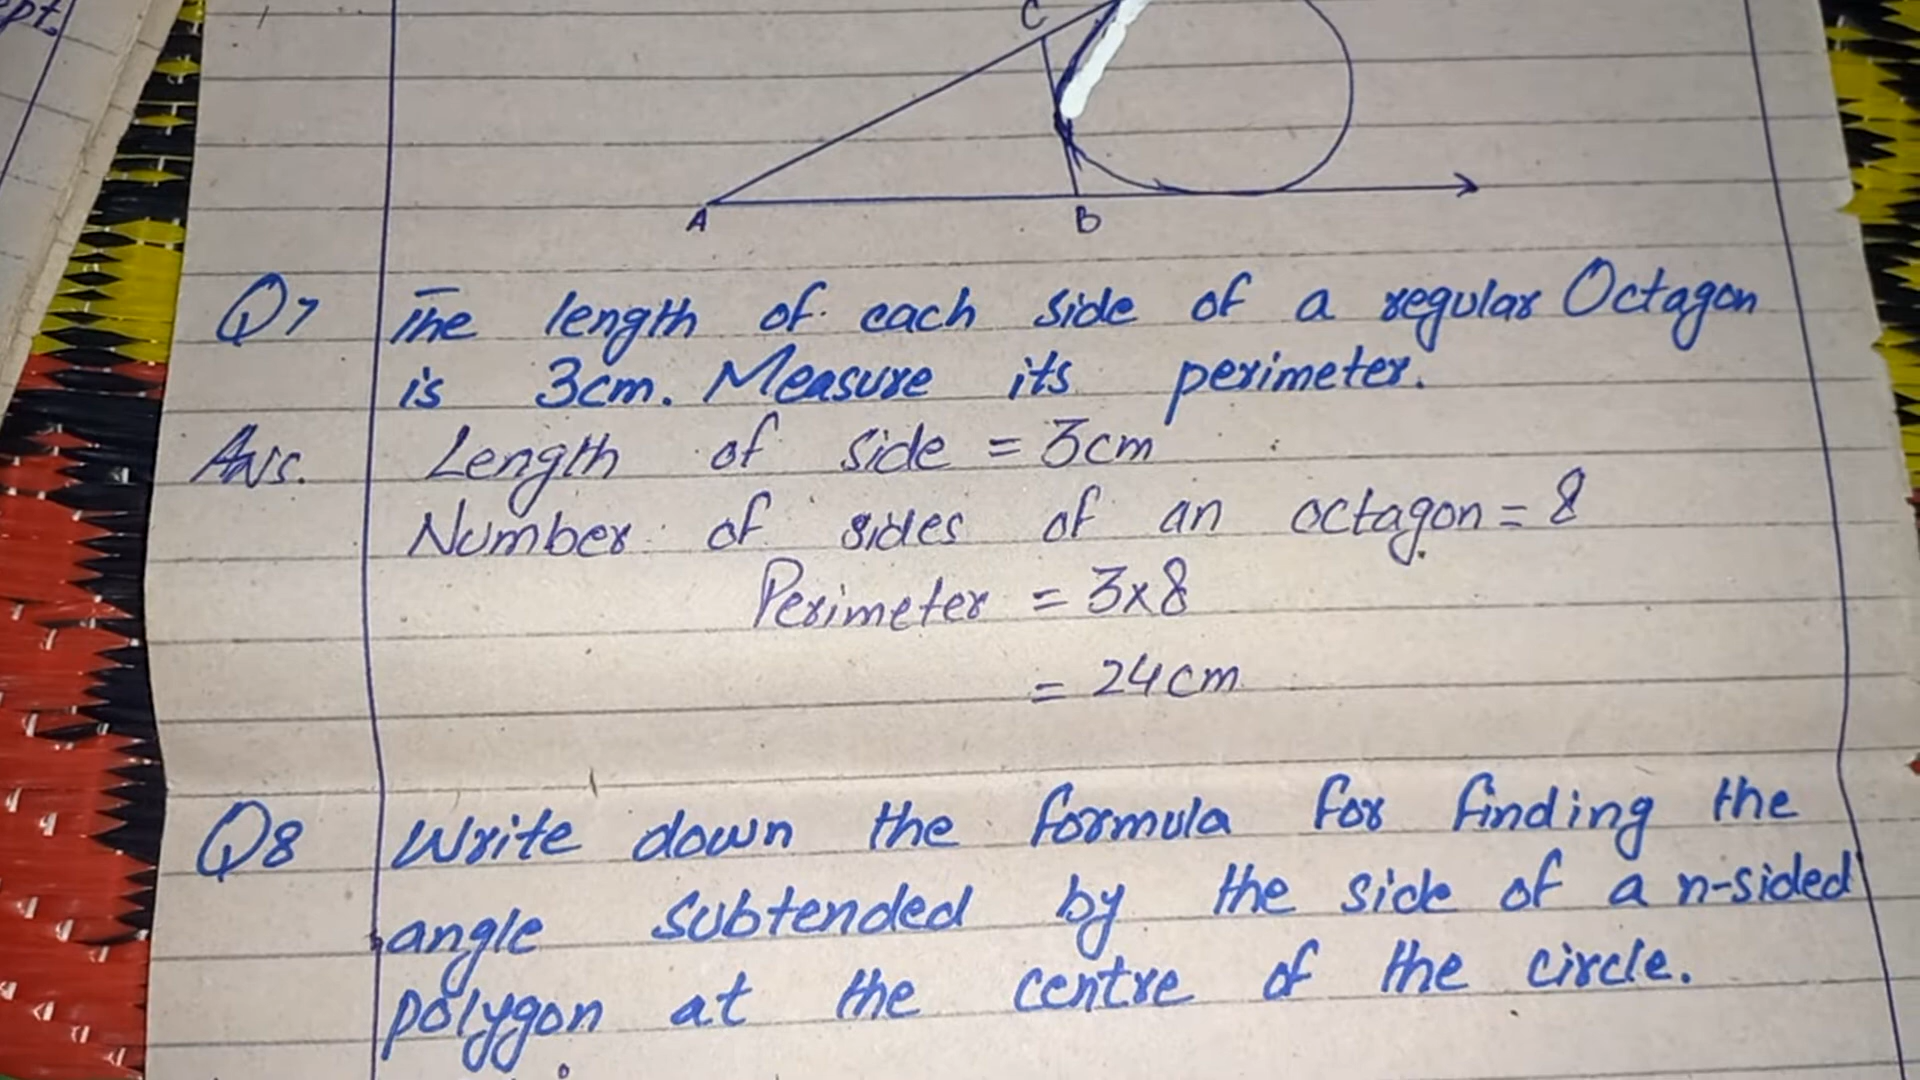 ept.
C
A B
Q7 The length of each side of a regular Octagon
is 3cm. Measure its perimeter.
Ans. Length of side = 3cm
Number of sides of an octagon = 8
Perimeter = 3x8
= 24cm
Q8 Write down the formula for finding the
angle subtended by the side of a n-sided
polygon at the centre of the circle.